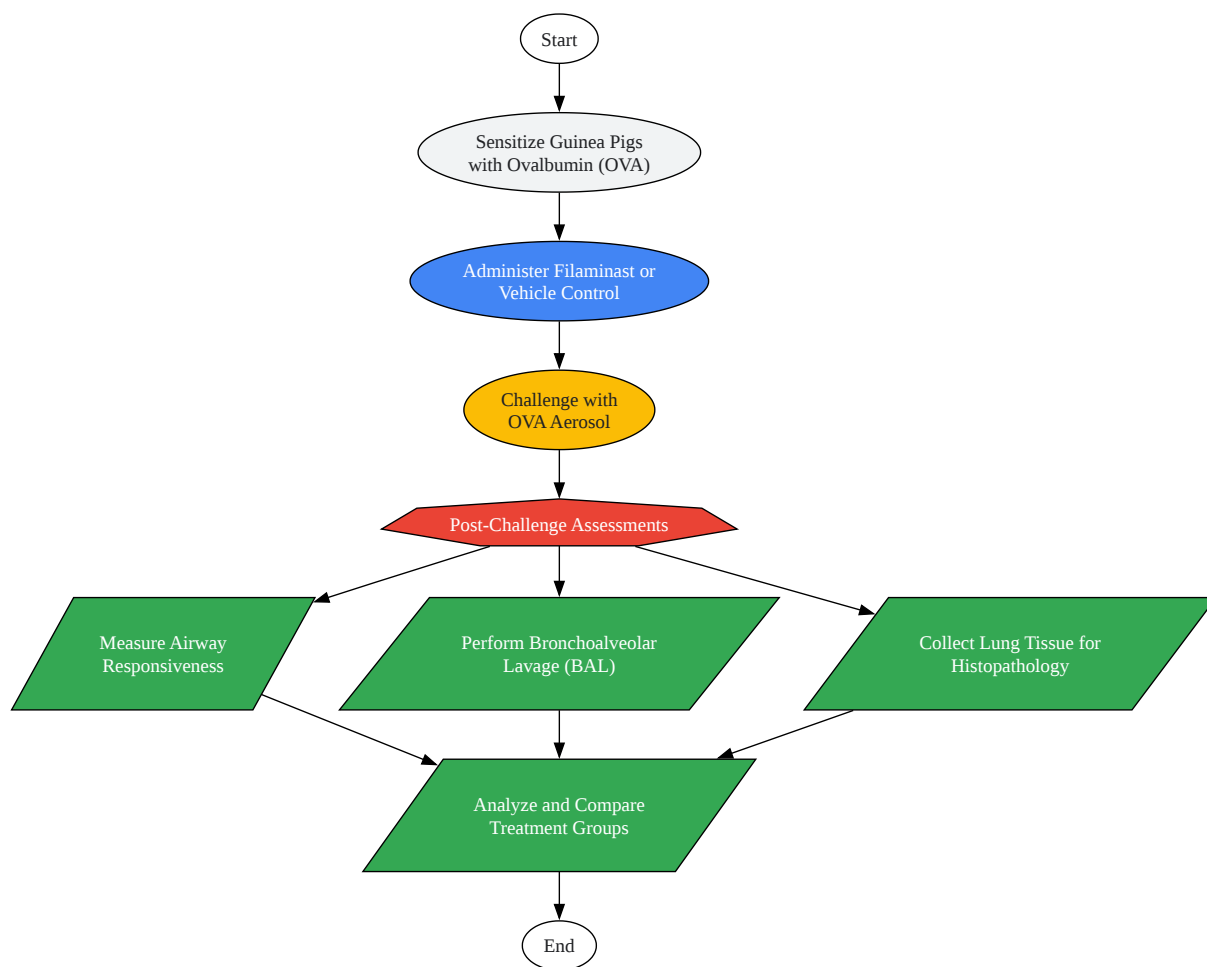 Start
Sensitize Guinea Pigs
with Ovalbumin (OVA)
Administer Filaminast or
Vehicle Control
Challenge with
OVA Aerosol
Post-Challenge Assessments
Measure Airway
Responsiveness
Perform Bronchoalveolar
Lavage (BAL)
Collect Lung Tissue for
Histopathology
Analyze and Compare
Treatment Groups
End